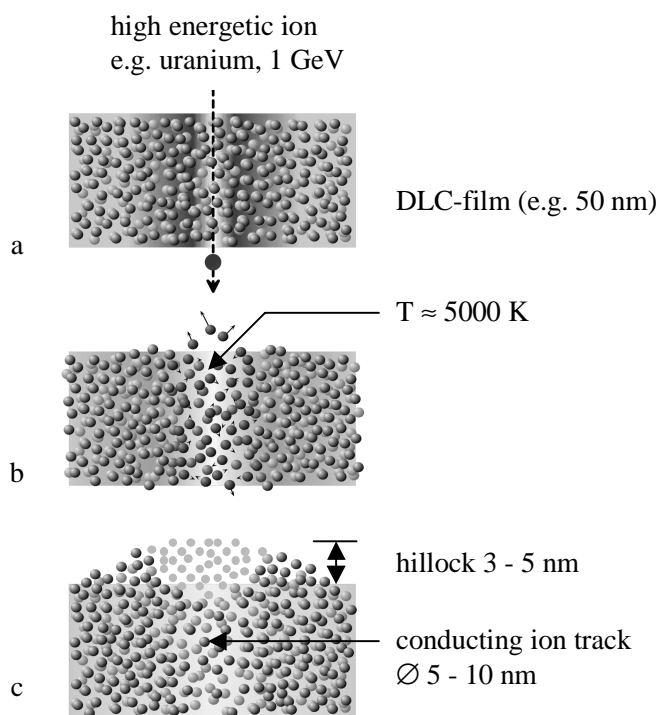 high energetic ion
e.g. uranium, 1 GeV
DLC-film (e.g. 50 nm)
a
T ≈ 5000 K
b
hillock 3 - 5 nm
conducting ion track
∅ 5 - 10 nm
c